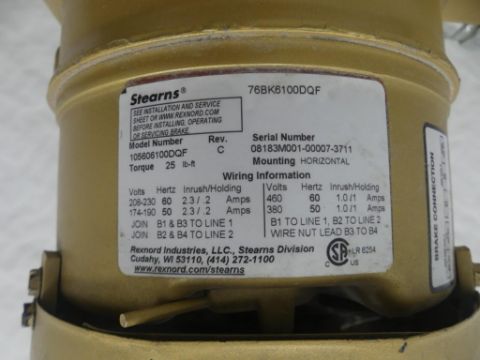 Stearns®
76BK6100DQF
SEE INSTALLATION AND SERVICE
SHEET OR WWW.REXNORD.COM
BEFORE INSTALLING, OPERATING
OR SERVICING BRAKE
Model Number Rev. Serial Number
105606100DQF C 08183M001-00007-3711
Torque 25 lb-ft Mounting HORIZONTAL
Wiring Information
Volts Hertz Inrush/Holding
208-230 60 2.3 / .2 Amps 460 60 1.0 /1 Amps
174-190 50 2.3 / .2 Amps 380 50 1.0 /1 Amps
JOIN B1 & B3 TO LINE 1 B1 TO LINE 1, B2 TO LINE 2
JOIN B2 & B4 TO LINE 2 WIRE NUT LEAD B3 TO B4
Rexnord Industries, LLC., Stearns Division
Cudahy, WI 53110, (414) 272-1100
www.rexnord.com/stearns
LR 6254
C US
BRAKE CONNECTION